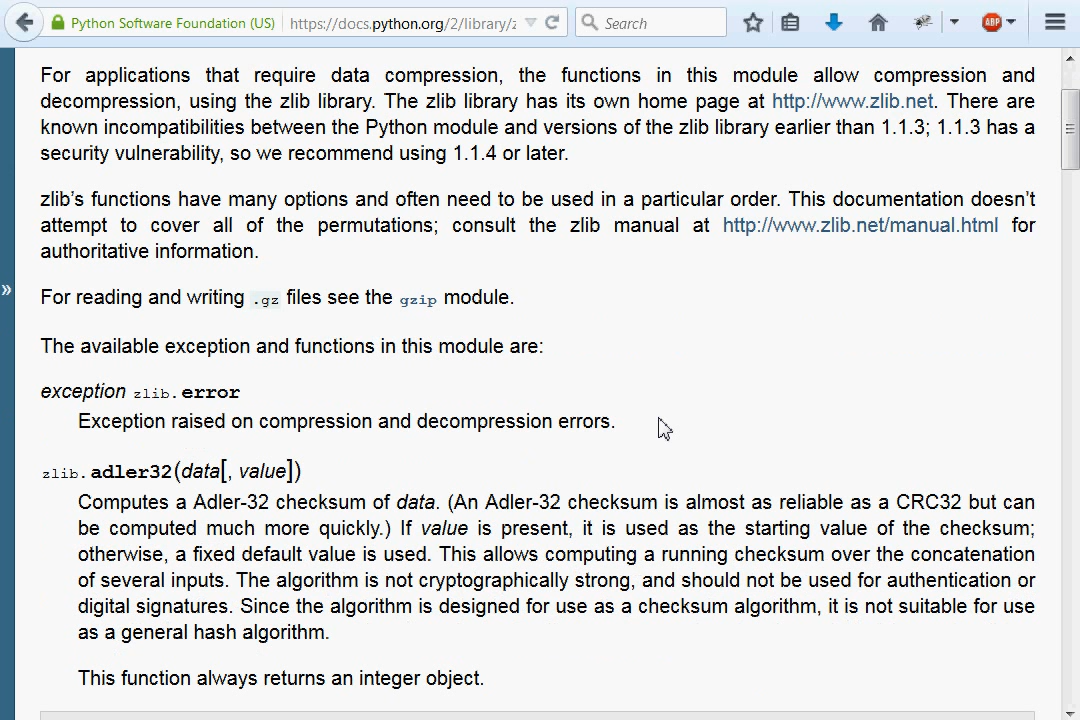 Python Software Foundation (US) https://docs.python.org/2/library/z Search ABP
For applications that require data compression, the functions in this module allow compression and
decompression, using the zlib library. The zlib library has its own home page at http://www.zlib.net. There are
known incompatibilities between the Python module and versions of the zlib library earlier than 1.1.3; 1.1.3 has a
security vulnerability, so we recommend using 1.1.4 or later.
zlib’s functions have many options and often need to be used in a particular order. This documentation doesn’t
attempt to cover all of the permutations; consult the zlib manual at http://www.zlib.net/manual.html for
authoritative information.
»
For reading and writing .gz files see the gzip module.
The available exception and functions in this module are:
exception zlib.error
Exception raised on compression and decompression errors.
zlib.adler32(data[, value])
Computes a Adler-32 checksum of data. (An Adler-32 checksum is almost as reliable as a CRC32 but can
be computed much more quickly.) If value is present, it is used as the starting value of the checksum;
otherwise, a fixed default value is used. This allows computing a running checksum over the concatenation
of several inputs. The algorithm is not cryptographically strong, and should not be used for authentication or
digital signatures. Since the algorithm is designed for use as a checksum algorithm, it is not suitable for use
as a general hash algorithm.
This function always returns an integer object.